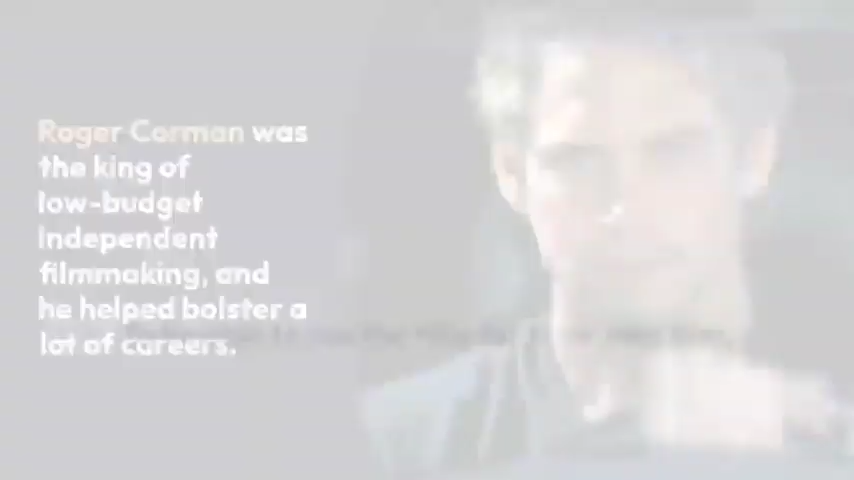 Roger Corman was
the king of
low-budget
independent
filmmaking, and
he helped bolster a
lot of careers.